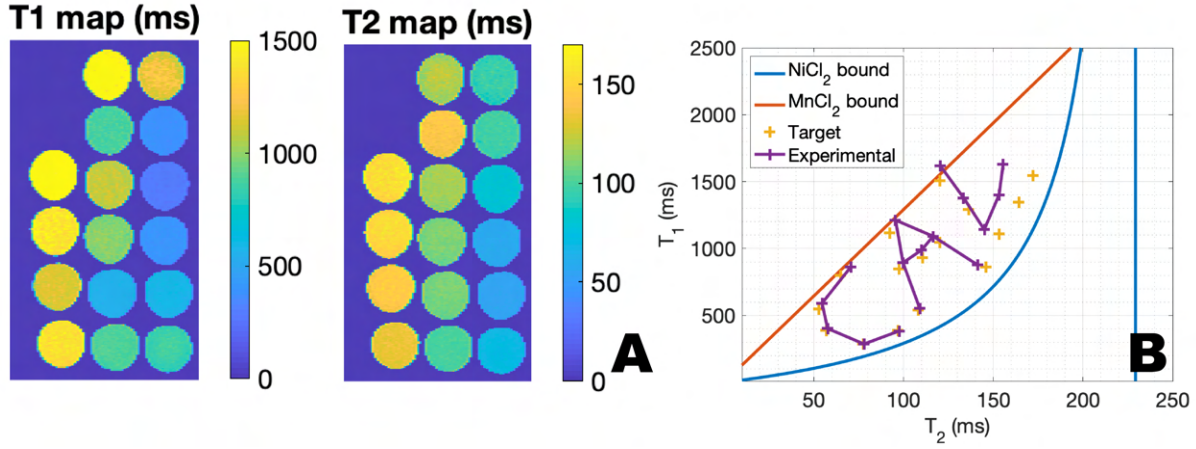 T1 map (ms)
1500
1000
500
0
T2 map (ms)
150
100
50
0
A
2500
2000
1500
1000
500
T₁ (ms)
NiCl₂ bound
MnCl₂ bound
Target
Experimental
B
50 100 150 200 250
T₂ (ms)